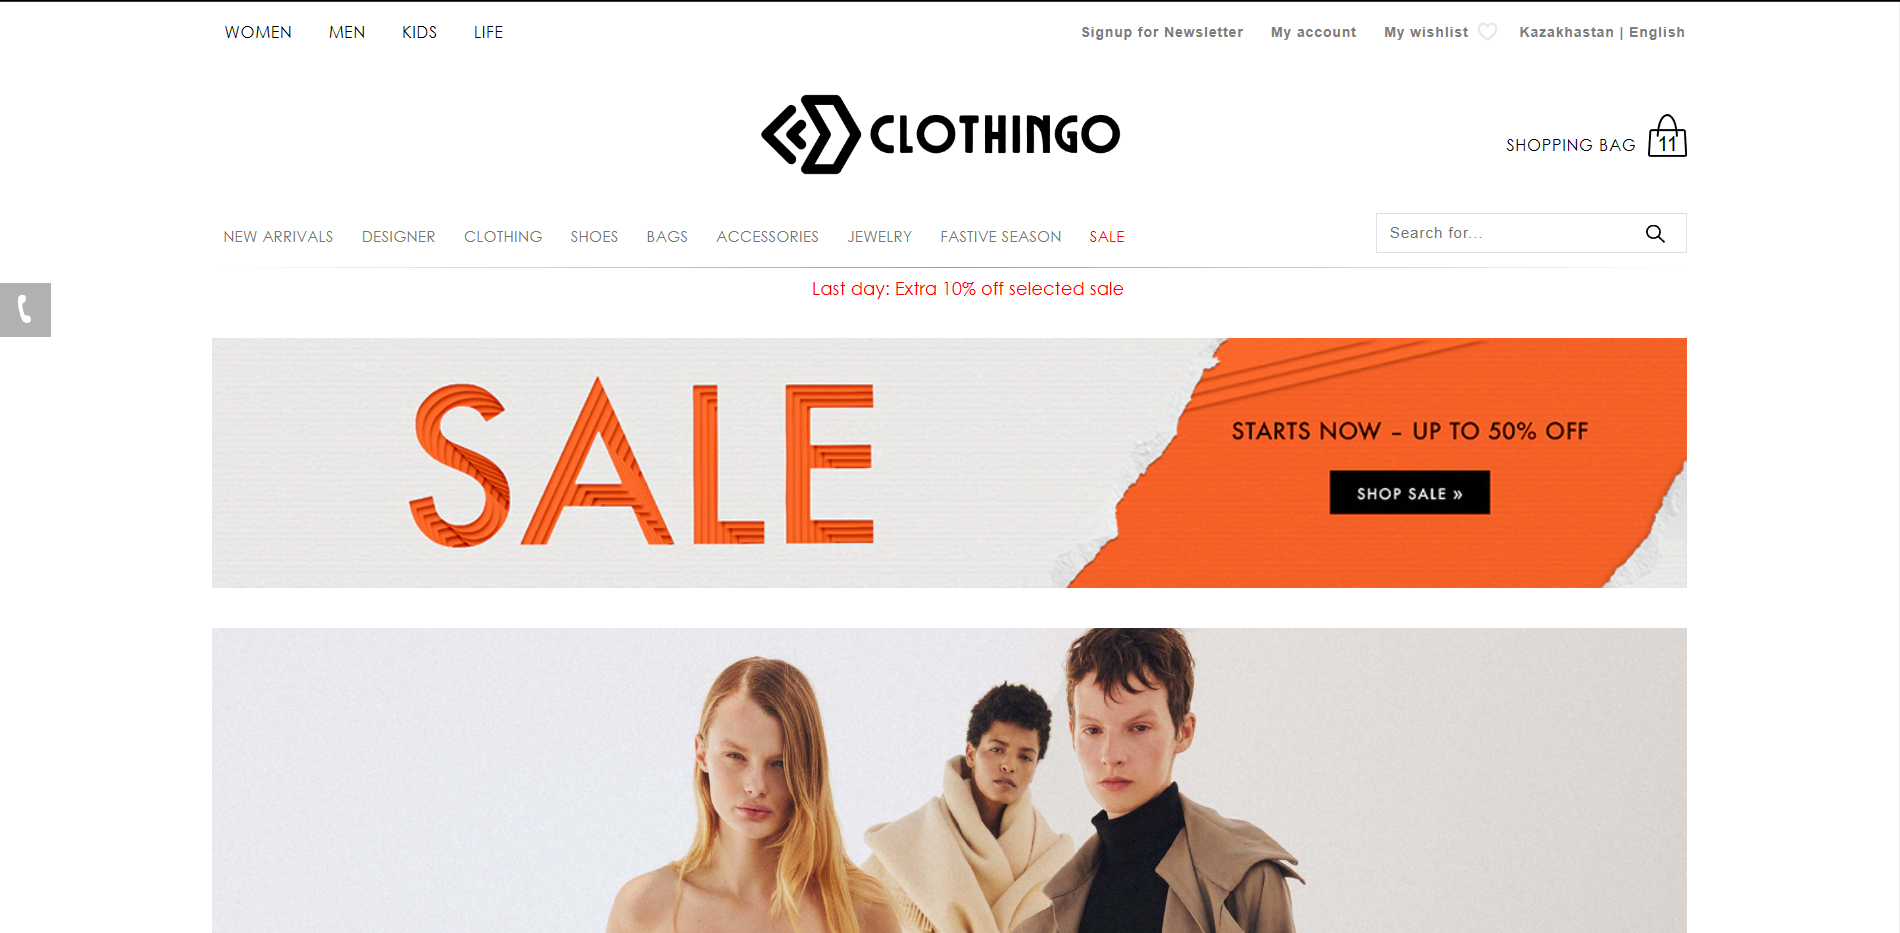 WOMEN MEN KIDS LIFE Signup for Newsletter My account My wishlist Kazakhastan | English
CLOTHINGO
SHOPPING BAG 11
NEW ARRIVALS DESIGNER CLOTHING SHOES BAGS ACCESSORIES JEWELRY FASTIVE SEASON SALE Search for...
Last day: Extra 10% off selected sale
SALE
STARTS NOW – UP TO 50% OFF
SHOP SALE »